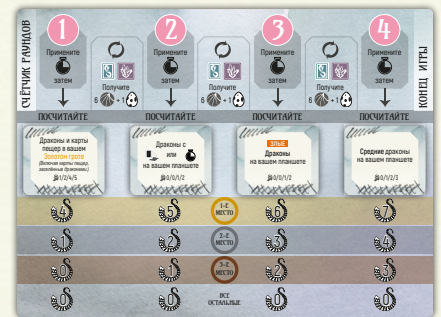 СЧЁТЧИК РАУНДОВ
1
2
3
4
Примените
затем
Примените
затем
Примените
затем
Примените
затем
Получите
6 +1
Получите
6 +1
Получите
6 +1
КОНЕЦ ИГРЫ
ПОСЧИТАЙТЕ
ПОСЧИТАЙТЕ
ПОСЧИТАЙТЕ
ПОСЧИТАЙТЕ
Драконы и карты
пещер в вашем
Золотом гроте
(Включая карты пещер,
заселённые драконами.)
1/2/4/5
Драконы с
или
на вашем планшете
0/0/1/2
ЗЛЫЕ
Драконы
на вашем планшете
0/0/1/2
Средние драконы
на вашем планшете
0/1/2/3
4
5
1-Е
МЕСТО
6
7
1
2
2-Е
МЕСТО
3
4
0
1
3-Е
МЕСТО
2
3
0
0
ВСЕ
ОСТАЛЬНЫЕ
0
0